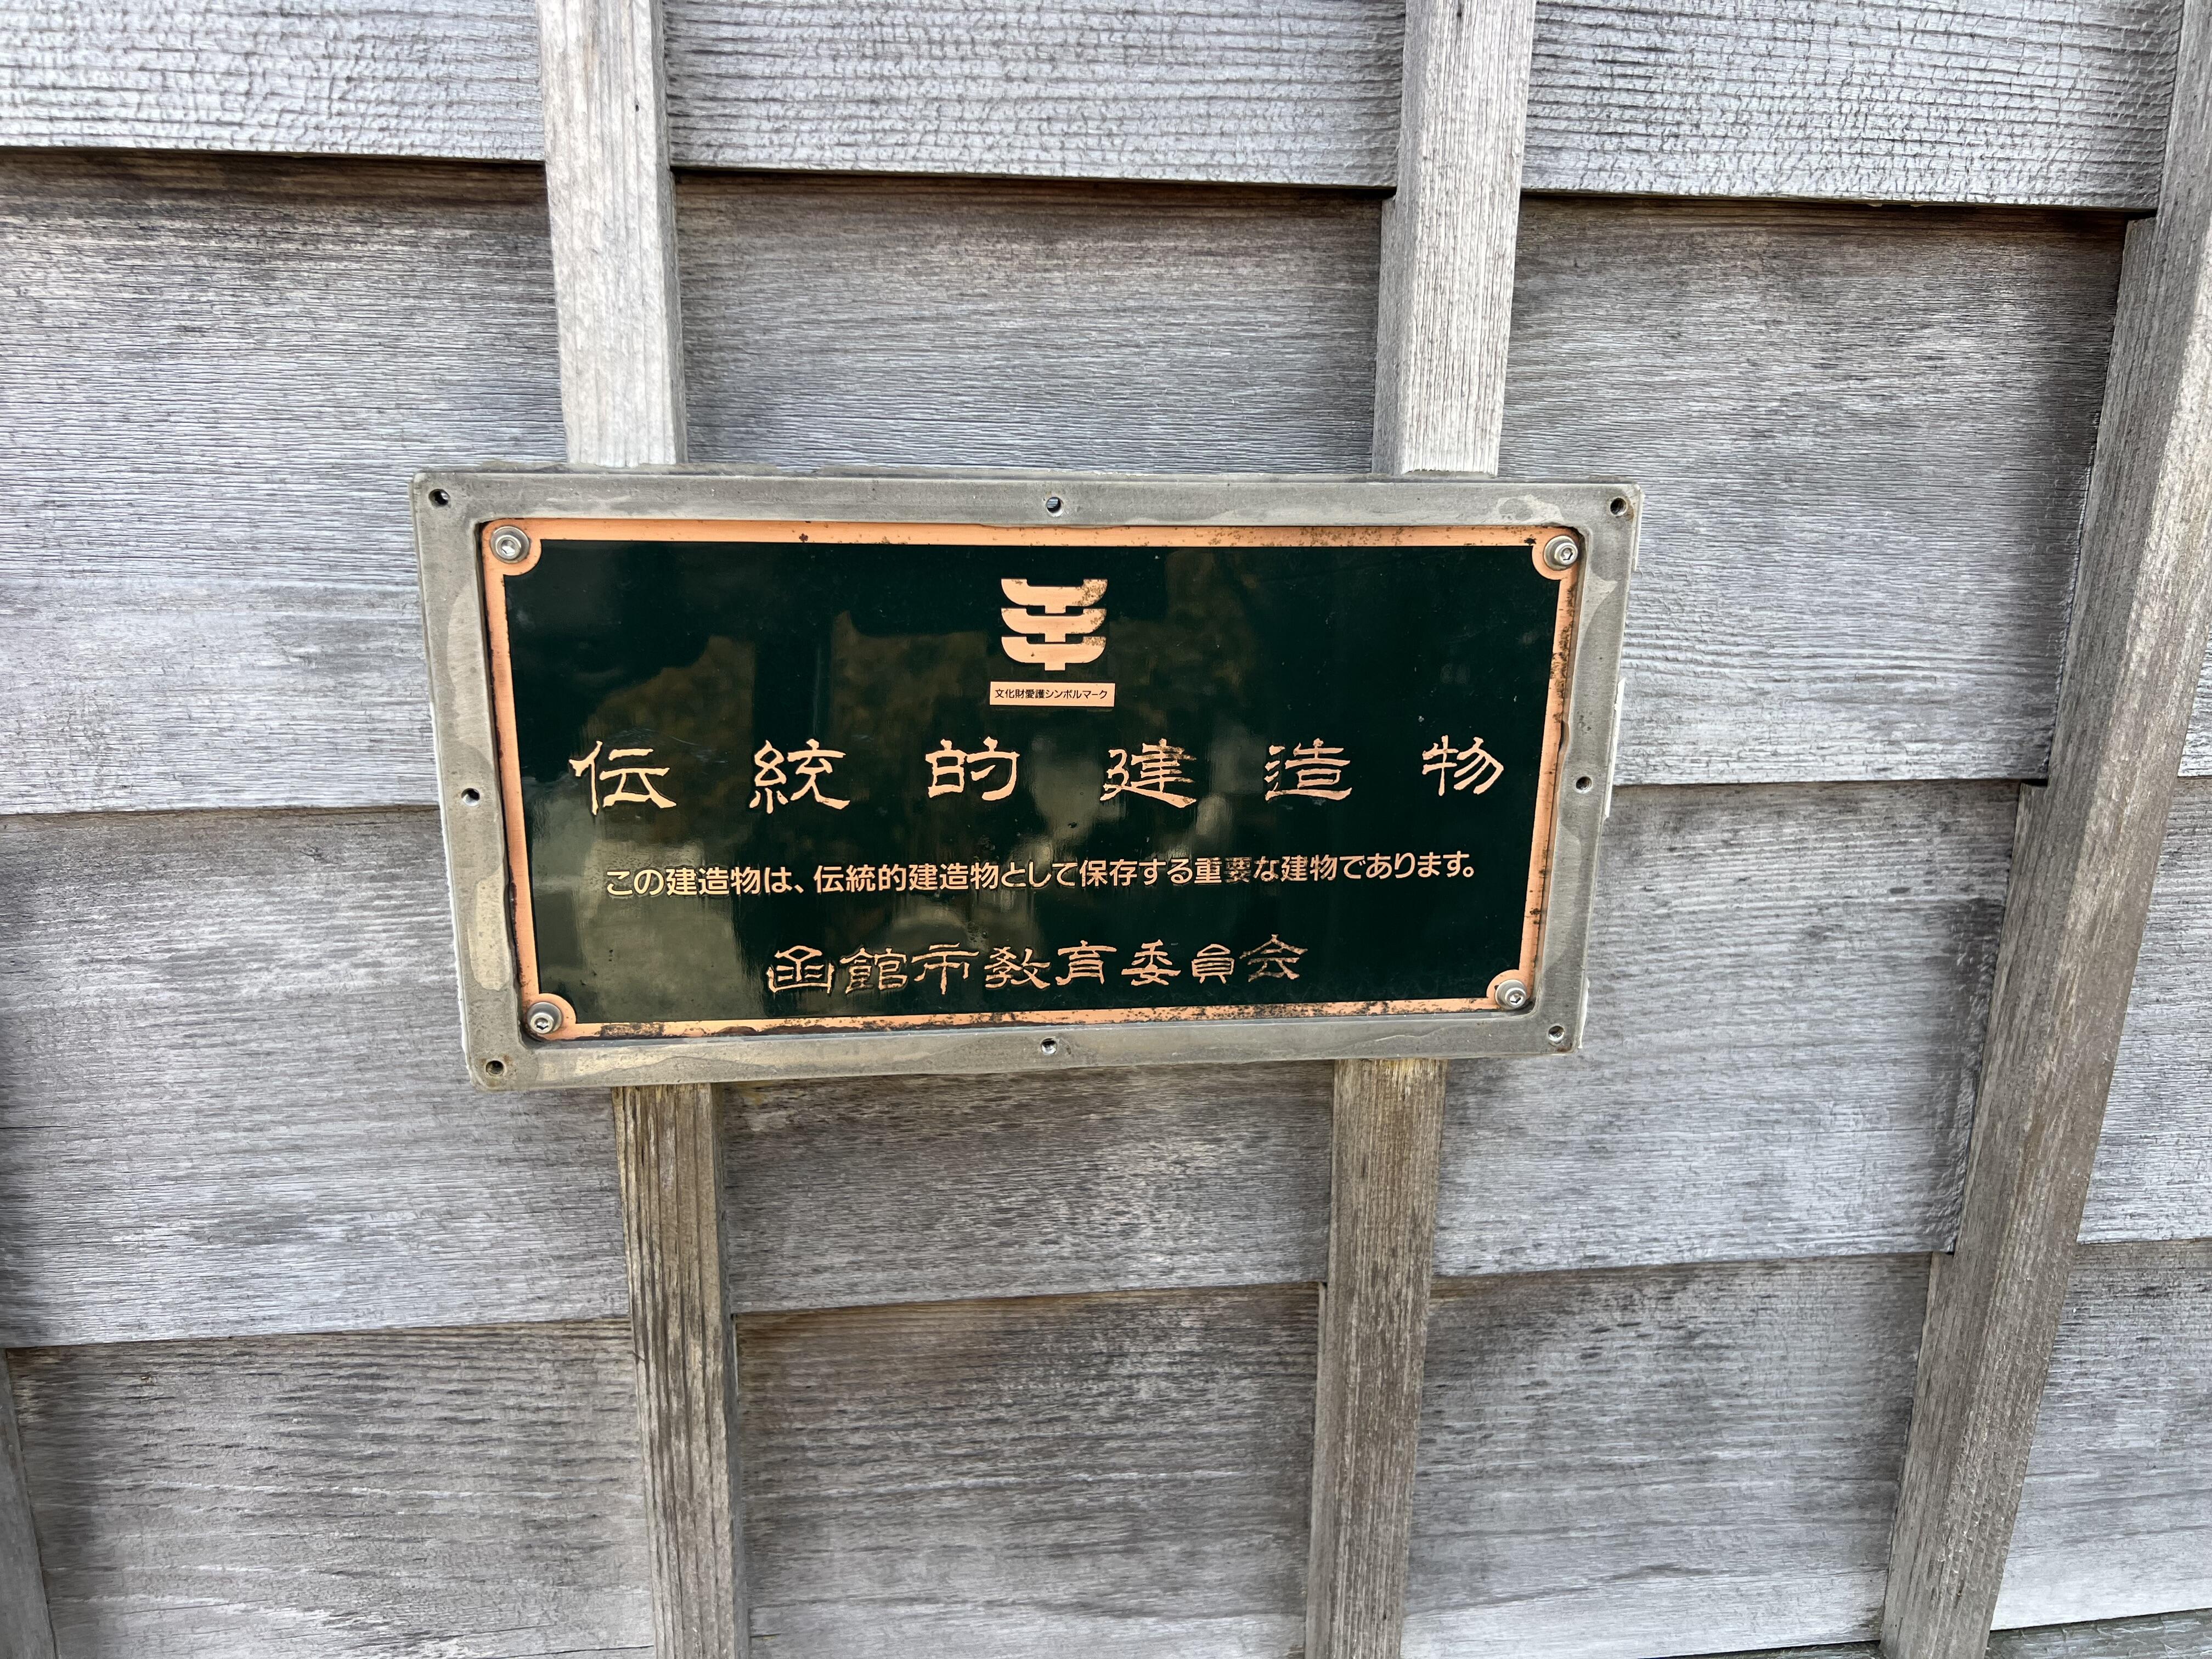 文化財愛護シンボルマーク
伝統的建造物
この建造物は、伝統的建造物として保存する重要な建物であります。
函館市教育委員会